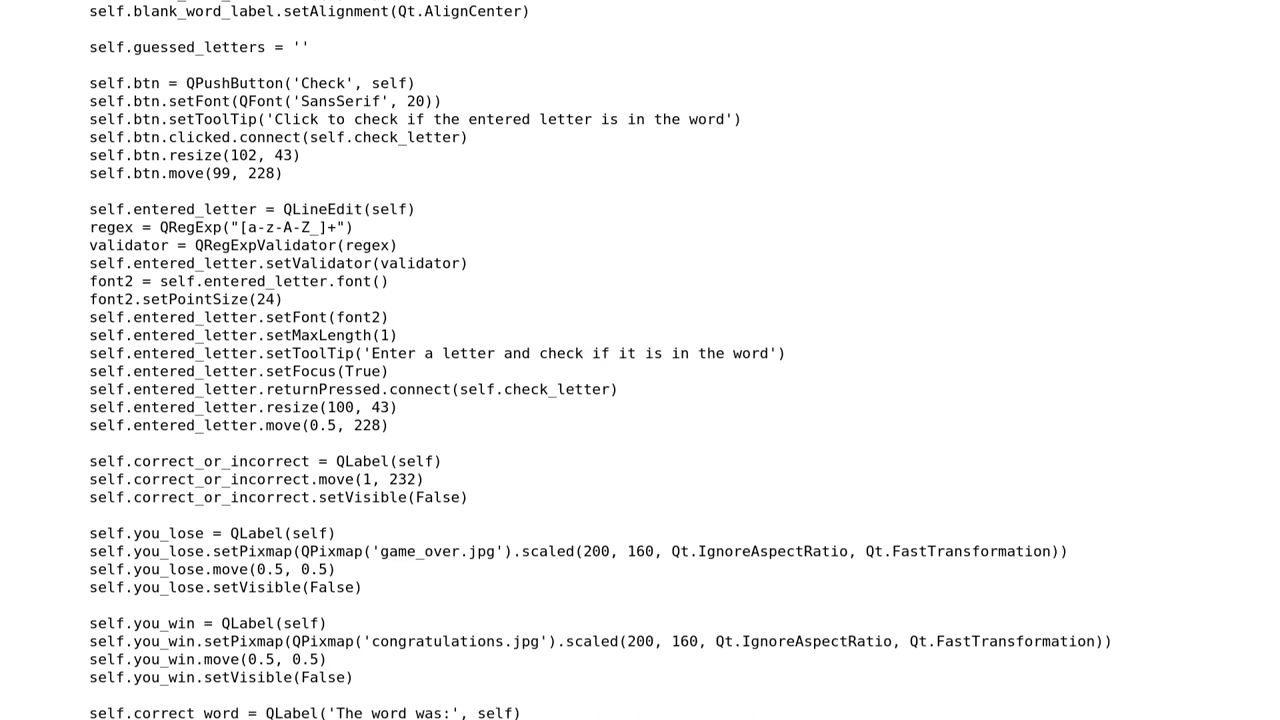 self.blank_word_label.setAlignment(Qt.AlignCenter)
self.guessed_letters = ''
self.btn = QPushButton('Check', self)
self.btn.setFont(QFont('SansSerif', 20))
self.btn.setToolTip('Click to check if the entered letter is in the word')
self.btn.clicked.connect(self.check_letter)
self.btn.resize(102, 43)
self.btn.move(99, 228)
self.entered_letter = QLineEdit(self)
regex = QRegExp("[a-z-A-Z_]+")
validator = QRegExpValidator(regex)
self.entered_letter.setValidator(validator)
font2 = self.entered_letter.font()
font2.setPointSize(24)
self.entered_letter.setFont(font2)
self.entered_letter.setMaxLength(1)
self.entered_letter.setToolTip('Enter a letter and check if it is in the word')
self.entered_letter.setFocus(True)
self.entered_letter.returnPressed.connect(self.check_letter)
self.entered_letter.resize(100, 43)
self.entered_letter.move(0.5, 228)
self.correct_or_incorrect = QLabel(self)
self.correct_or_incorrect.move(1, 232)
self.correct_or_incorrect.setVisible(False)
self.you_lose = QLabel(self)
self.you_lose.setPixmap(QPixmap('game_over.jpg').scaled(200, 160, Qt.IgnoreAspectRatio, Qt.FastTransformation))
self.you_lose.move(0.5, 0.5)
self.you_lose.setVisible(False)
self.you_win = QLabel(self)
self.you_win.setPixmap(QPixmap('congratulations.jpg').scaled(200, 160, Qt.IgnoreAspectRatio, Qt.FastTransformation))
self.you_win.move(0.5, 0.5)
self.you_win.setVisible(False)
self.correct_word = QLabel('The word was:', self)